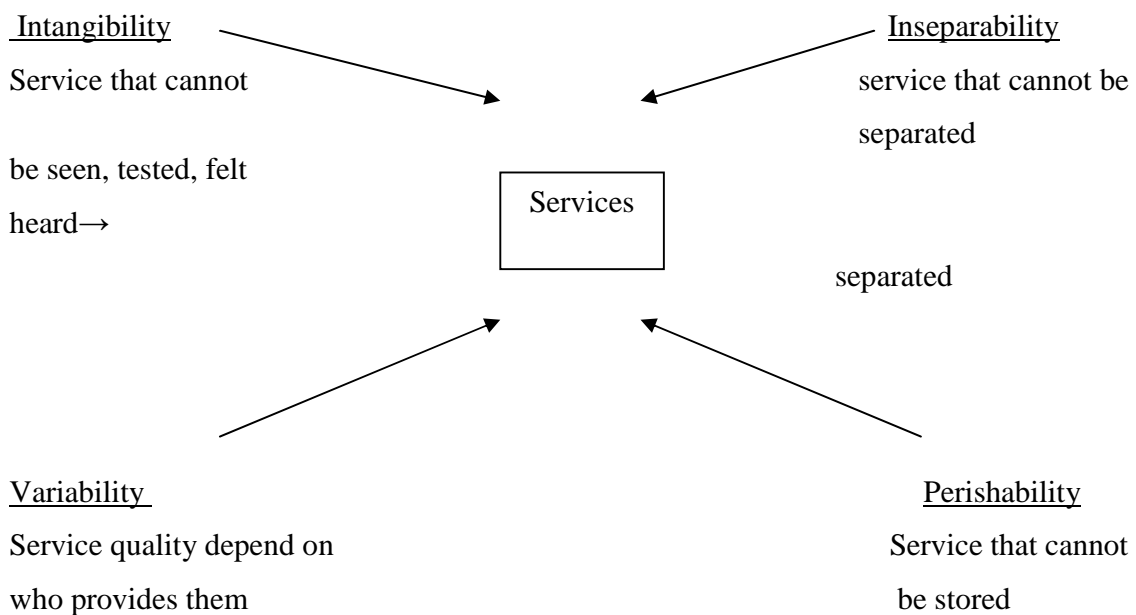 Intangibility
Service that cannot
be seen, tested, felt
heard→
Inseparability
service that cannot be
separated
Services
separated
Variability
Service quality depend on
who provides them
Perishability
Service that cannot
be stored